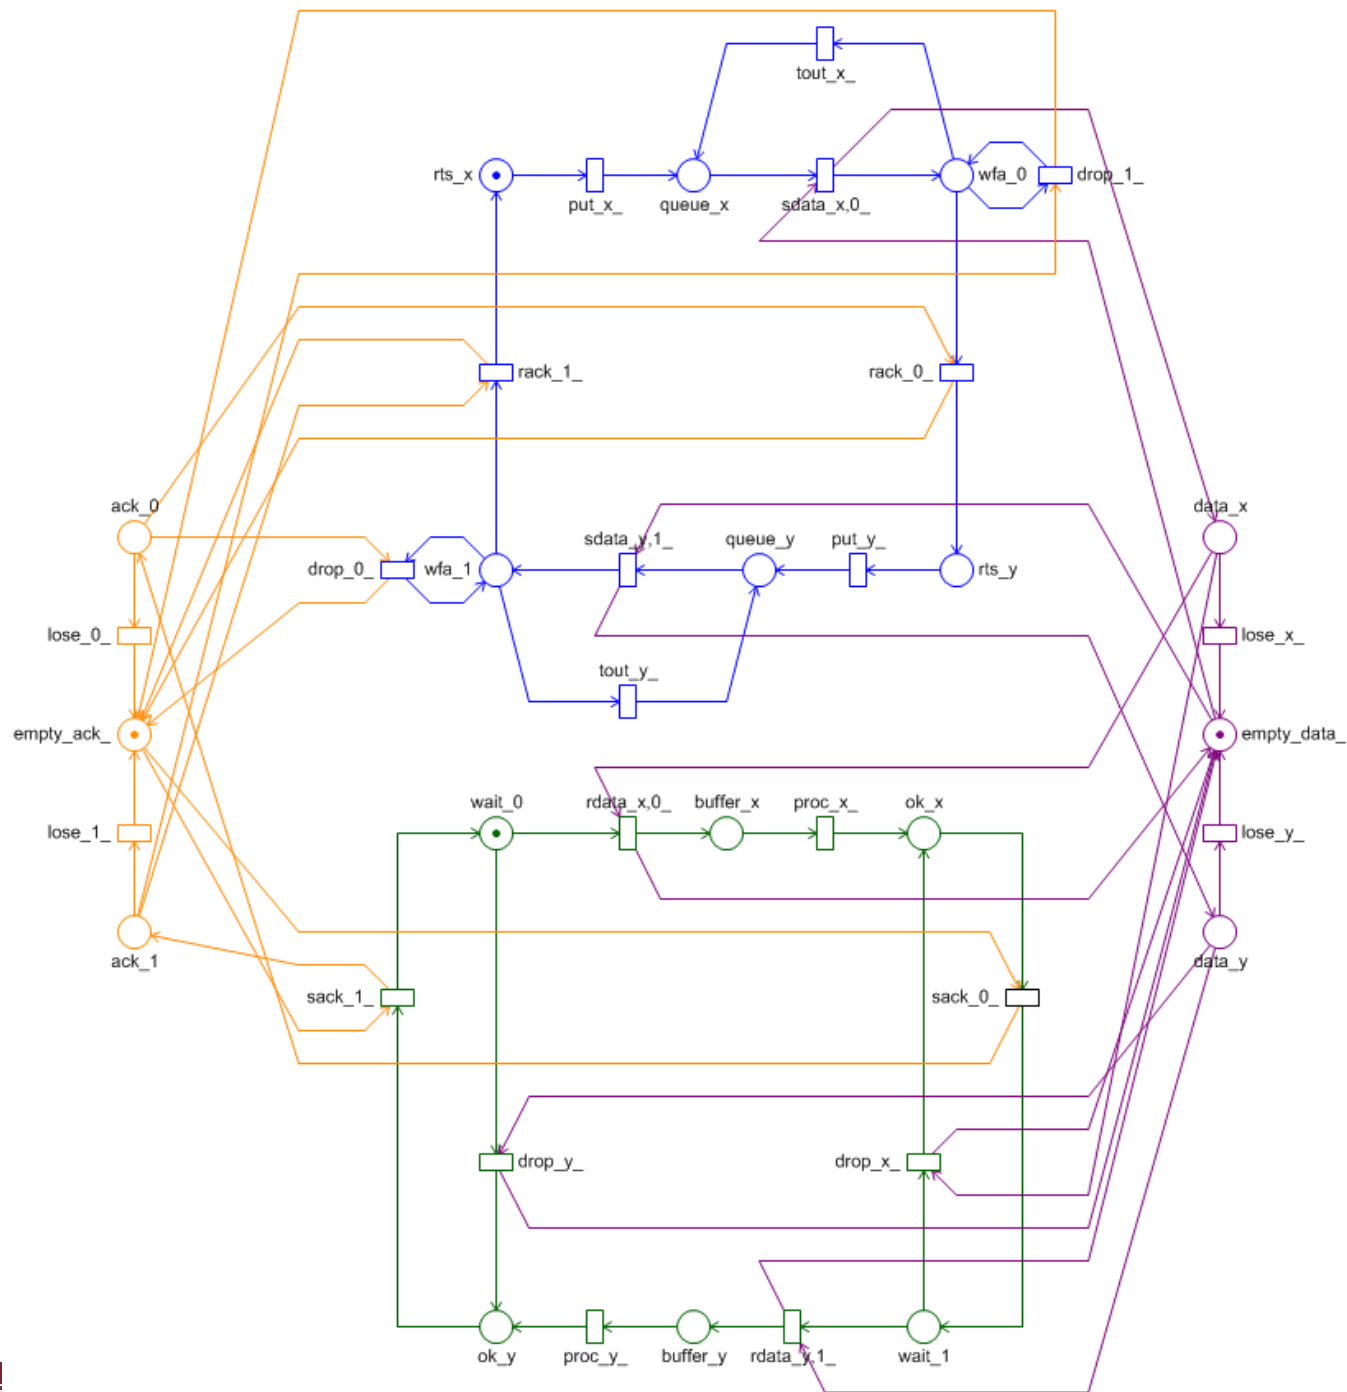 tout_x_
rts_x
put_x_
queue_x
sdata_x,0_
wfa_0
drop_1_
rack_1_
rack_0_
ack_0
data_x
drop_0_
wfa_1
sdata_y,1_
queue_y
put_y_
rts_y
lose_0_
lose_x_
tout_y_
empty_ack_
empty_data_
wait_0
rdata_x,0_
buffer_x
proc_x_
ok_x
lose_1_
lose_y_
ack_1
data_y
sack_1_
sack_0_
drop_y_
drop_x_
ok_y
proc_y_
buffer_y
rdata_y,1_
wait_1